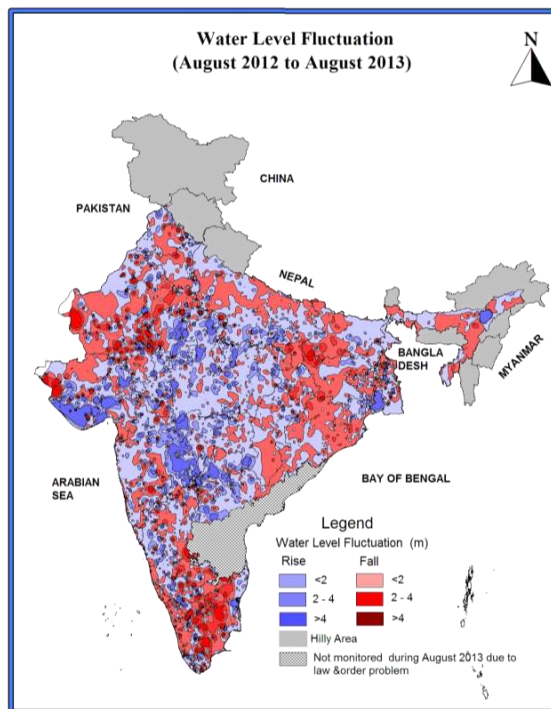 Water Level Fluctuation
(August 2012 to August 2013)
N
CHINA
PAKISTAN
NEPAL
BANGLA
DESH
MYANMAR
ARABIAN
SEA
BAY OF BENGAL
Legend
Water Level Fluctuation (m)
Rise Fall
<2 <2
2 - 4 2 - 4
>4 >4
Hilly Area
Not monitored during August 2013 due to
law &order problem